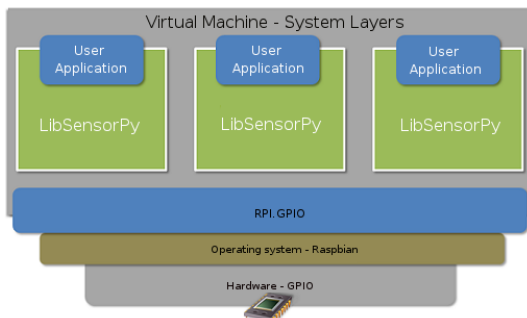 Virtual Machine - System Layers
User
Application
User
Application
User
Application
LibSensorPy
LibSensorPy
LibSensorPy
RPI.GPIO
Operating system - Raspbian
Hardware - GPIO